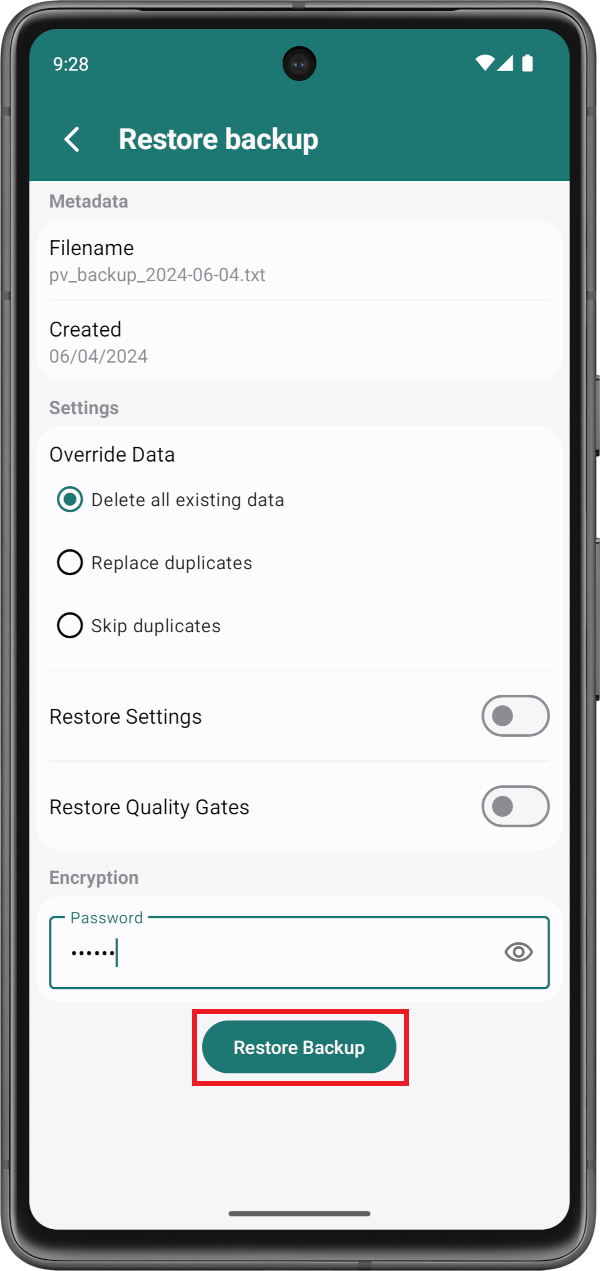 9:28
Restore backup
Metadata
Filename
pv_backup_2024-06-04.txt
Created
06/04/2024
Settings
Override Data
Delete all existing data
Replace duplicates
Skip duplicates
Restore Settings
Restore Quality Gates
Encryption
Password
••••••
Restore Backup